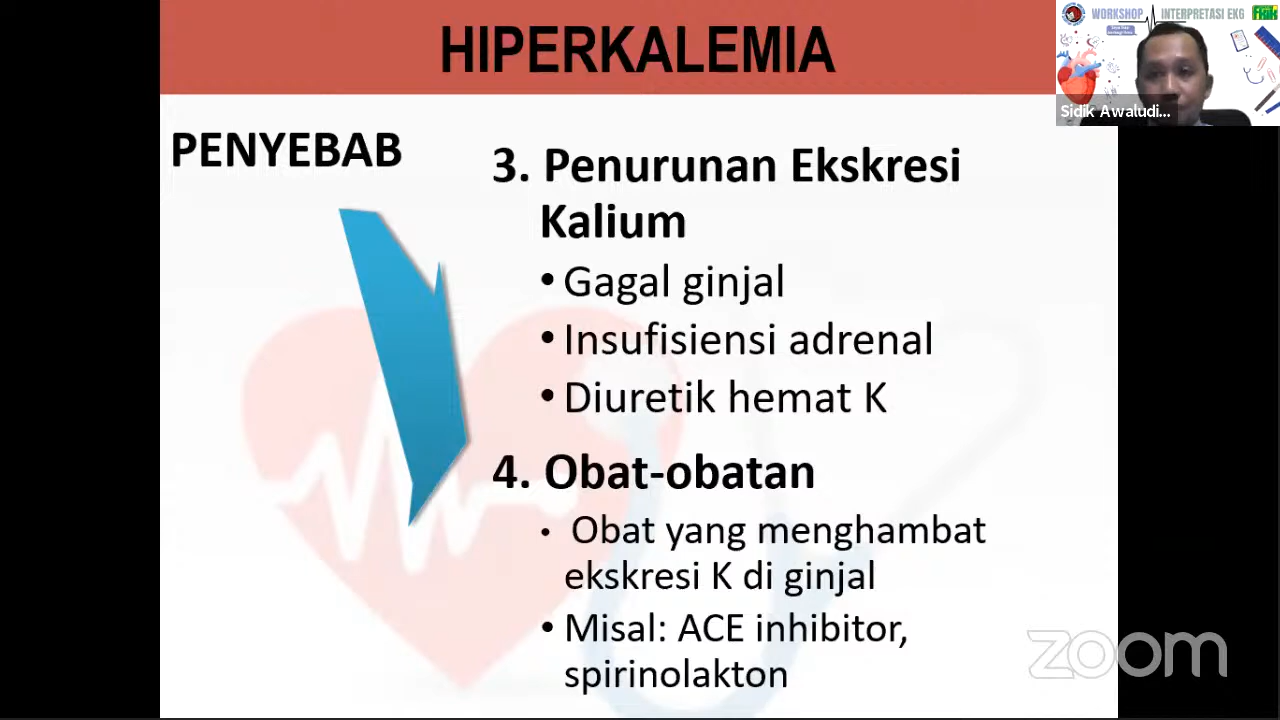 HIPERKALEMIA
WORKSHOP INTERPRETASI EKG
Sidik Awaludi...
PENYEBAB
3. Penurunan Ekskresi
Kalium
• Gagal ginjal
• Insufisiensi adrenal
• Diuretik hemat K
4. Obat-obatan
• Obat yang menghambat
ekskresi K di ginjal
• Misal: ACE inhibitor,
spirinolakton
zoom